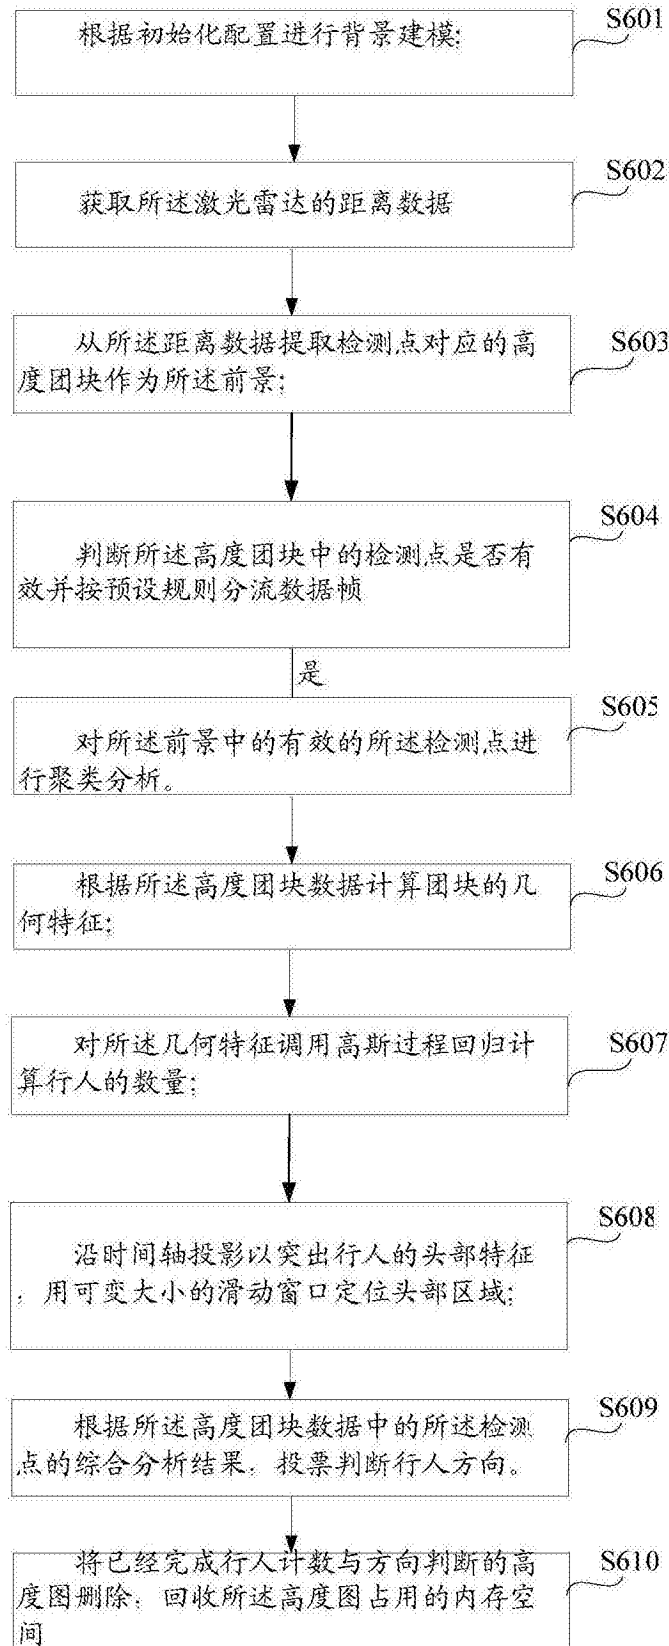 S601
根据初始化配置进行背景建模;
S602
获取所述激光雷达的距离数据
S603
从所述距离数据提取检测点对应的高
度团块作为所述前景;
S604
判断所述高度团块中的检测点是否有
效并按预设规则分流数据帧
是
S605
对所述前景中的有效的所述检测点进
行聚类分析。
S606
根据所述高度团块数据计算团块的几
何特征;
S607
对所述几何特征调用高斯过程回归计
算行人的数量;
S608
沿时间轴投影以突出行人的头部特征
,用可变大小的滑动窗口定位头部区域;
S609
根据所述高度团块数据中的所述检测
点的综合分析结果,投票判断行人方向。
S610
将已经完成行人计数与方向判断的高
度图删除,回收所述高度图占用的内存空
间